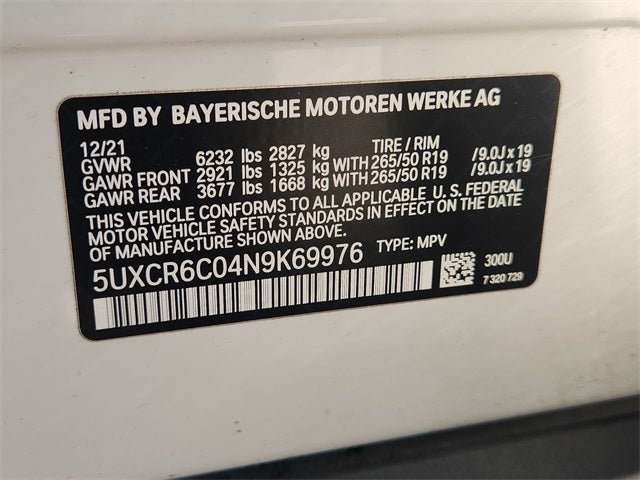 MFD BY BAYERISCHE MOTOREN WERKE AG
12/21 TIRE / RIM
GVWR 6232 lbs 2827 kg
GAWR FRONT 2921 lbs 1325 kg WITH 265/50 R19 /9.0J x 19
GAWR REAR 3677 lbs 1668 kg WITH 265/50 R19 /9.0J x 19
THIS VEHICLE CONFORMS TO ALL APPLICABLE U.S. FEDERAL
MOTOR VEHICLE SAFETY STANDARDS IN EFFECT ON THE DATE
OF MANUFACTURE SHOWN ABOVE.
5UXCR6C04N9K69976 TYPE: MPV
300U
7 320 729